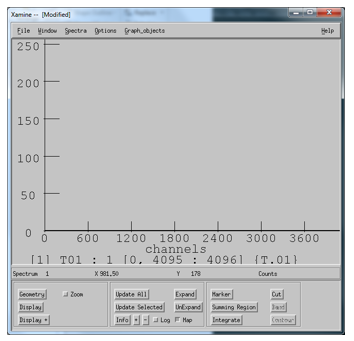 Xamine -- [Modified]
File Window Spectra Options Graph_objects Help
250
200
150
100
50
0
0 600 1200 1800 2400 3000 3600
channels
[1] T01 : 1 [0, 4095 : 4096] {T.01}
Spectrum 1 X 981.50 Y 178 Counts
Geometry Zoom Update All Expand Marker Cut
Display Update Selected UnExpand Summing Region
Display + Info + - Log Map Integrate